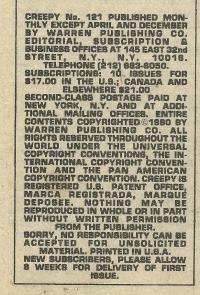 CREEPY No. 121 PUBLISHED MON-
THLY EXCEPT APRIL AND DECEMBER
BY WARREN PUBLISHING CO.
EDITORIAL, SUBSCRIPTION &
BUSINESS OFFICES AT 145 EAST 32nd
STREET, N.Y., N.Y. 10016.
TELEPHONE (212) 683-6050.
SUBSCRIPTIONS: 10 ISSUES FOR
$17.00 IN THE U.S.; CANADA AND
ELSEWHERE $21.00
SECOND-CLASS POSTAGE PAID AT
NEW YORK, N.Y. AND AT ADDI-
TIONAL MAILING OFFICES. ENTIRE
CONTENTS COPYRIGHTED © 1980 BY
WARREN PUBLISHING CO. ALL
RIGHTS RESERVED THROUGHOUT THE
WORLD UNDER THE UNIVERSAL
COPYRIGHT CONVENTIONS, THE IN-
TERNATIONAL COPYRIGHT CONVEN-
TION AND THE PAN AMERICAN
COPYRIGHT CONVENTION. CREEPY IS
REGISTERED U.S. PATENT OFFICE,
MARCA REGISTRADA, MARQUE
DEPOSEE. NOTHING MAY BE
REPRODUCED IN WHOLE OR IN PART
WITHOUT WRITTEN PERMISSION
FROM THE PUBLISHER.
SORRY, NO RESPONSIBILITY CAN BE
ACCEPTED FOR UNSOLICITED
MATERIAL. PRINTED IN U.S.A.
NEW SUBSCRIBERS, PLEASE ALLOW
8 WEEKS FOR DELIVERY OF FIRST
ISSUE.